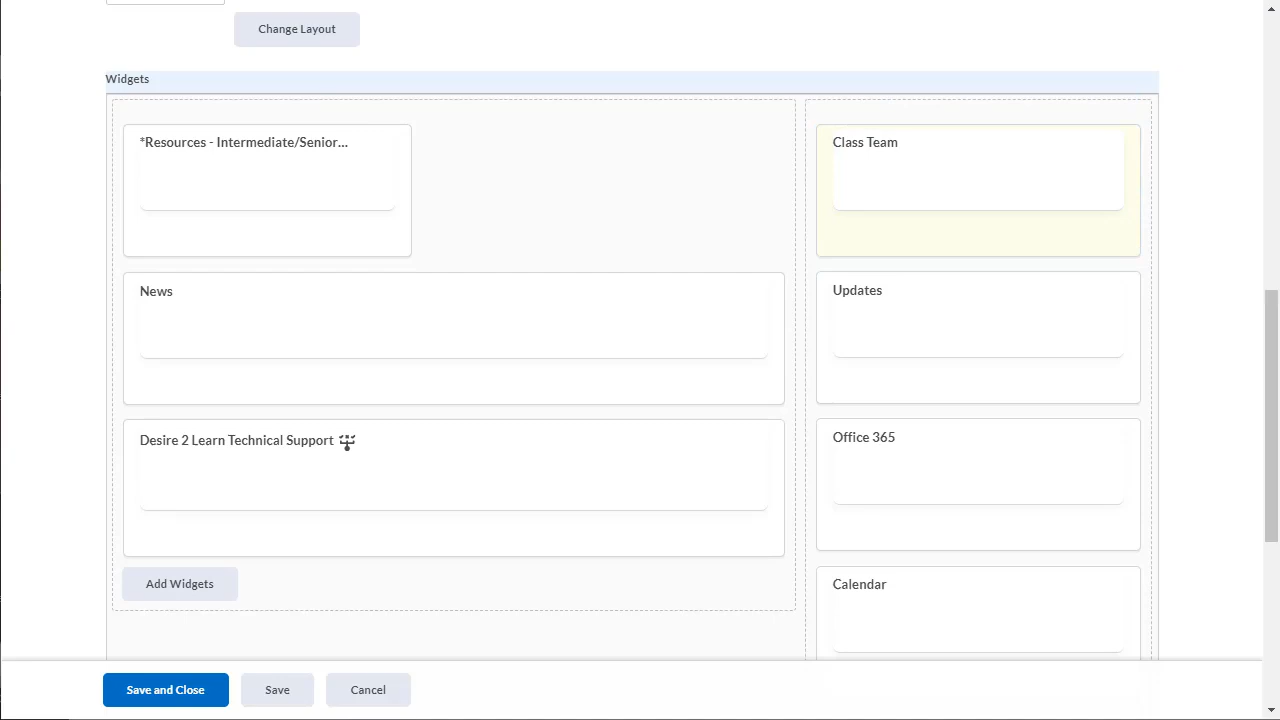 Change Layout
Widgets
*Resources - Intermediate/Senior...
Class Team
News
Updates
Desire 2 Learn Technical Support
Office 365
Add Widgets
Calendar
Save and Close
Save
Cancel